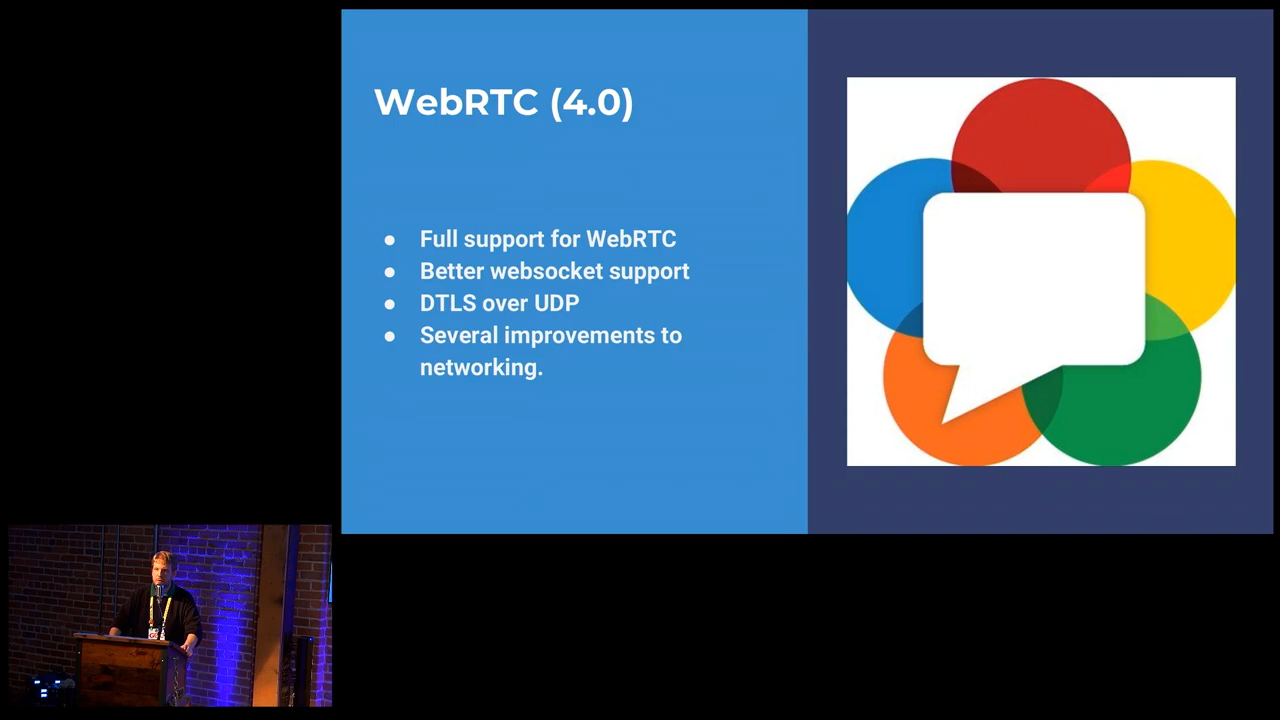 WebRTC (4.0)
● Full support for WebRTC
● Better websocket support
● DTLS over UDP
● Several improvements to
networking.